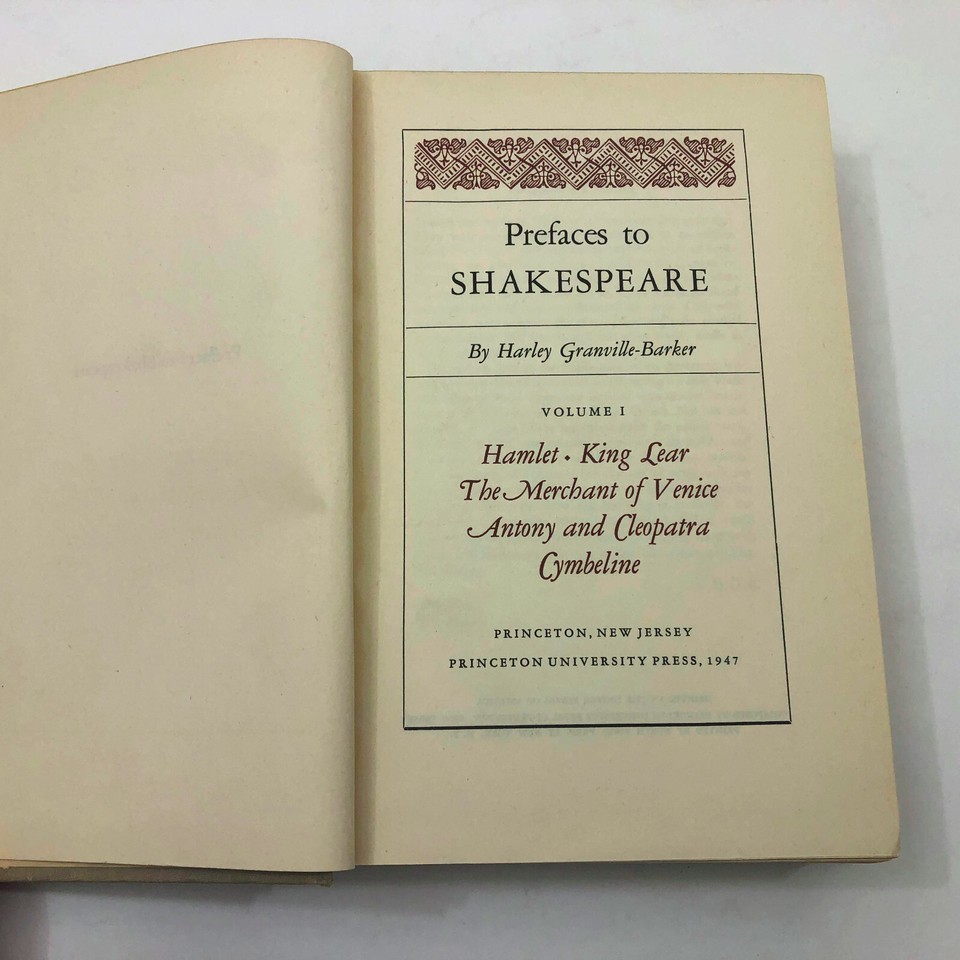 Prefaces to
SHAKESPEARE
By Harley Granville-Barker
VOLUME I
Hamlet • King Lear
The Merchant of Venice
Antony and Cleopatra
Cymbeline
PRINCETON, NEW JERSEY
PRINCETON UNIVERSITY PRESS, 1947